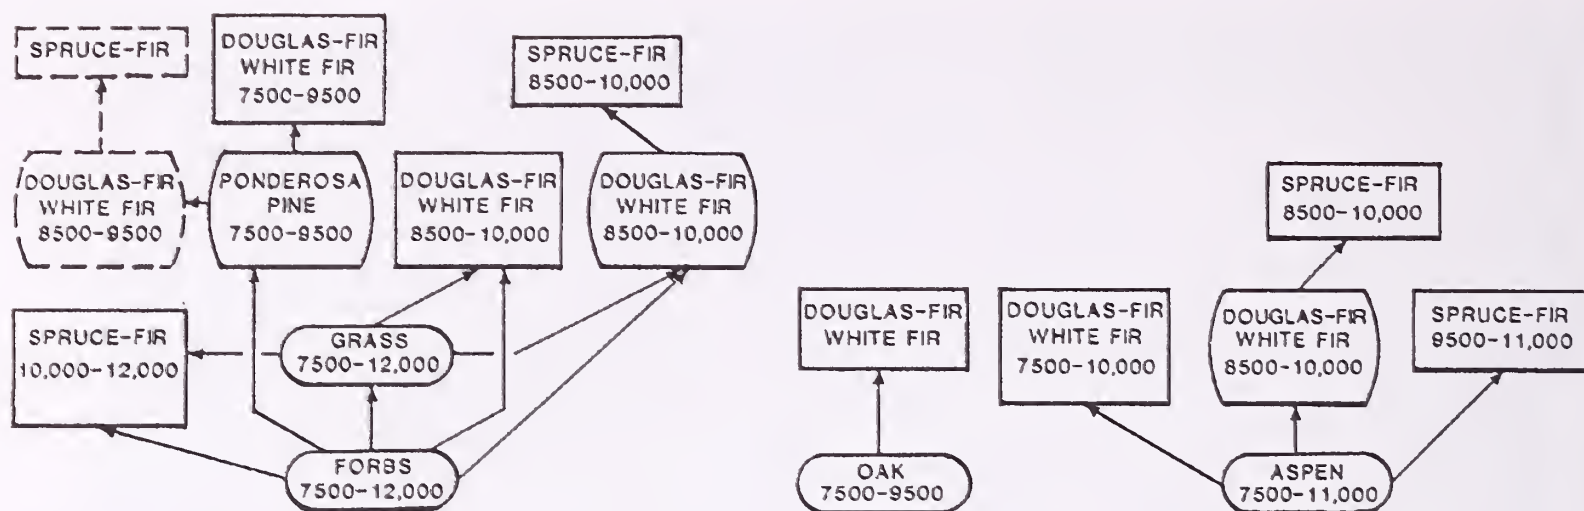 SPRUCE-FIR
DOUGLAS-FIR
WHITE FIR
7500-9500
SPRUCE-FIR
8500-10,000
DOUGLAS-FIR
WHITE FIR
8500-9500
PONDEROSA
PINE
7500-9500
DOUGLAS-FIR
WHITE FIR
8500-10,000
DOUGLAS-FIR
WHITE FIR
8500-10,000
SPRUCE-FIR
10,000-12,000
GRASS
7500-12,000
FORBS
7500-12,000
DOUGLAS-FIR
WHITE FIR
OAK
7500-9500
SPRUCE-FIR
8500-10,000
DOUGLAS-FIR
WHITE FIR
7500-10,000
DOUGLAS-FIR
WHITE FIR
8500-10,000
SPRUCE-FIR
9500-11,000
ASPEN
7500-11,000